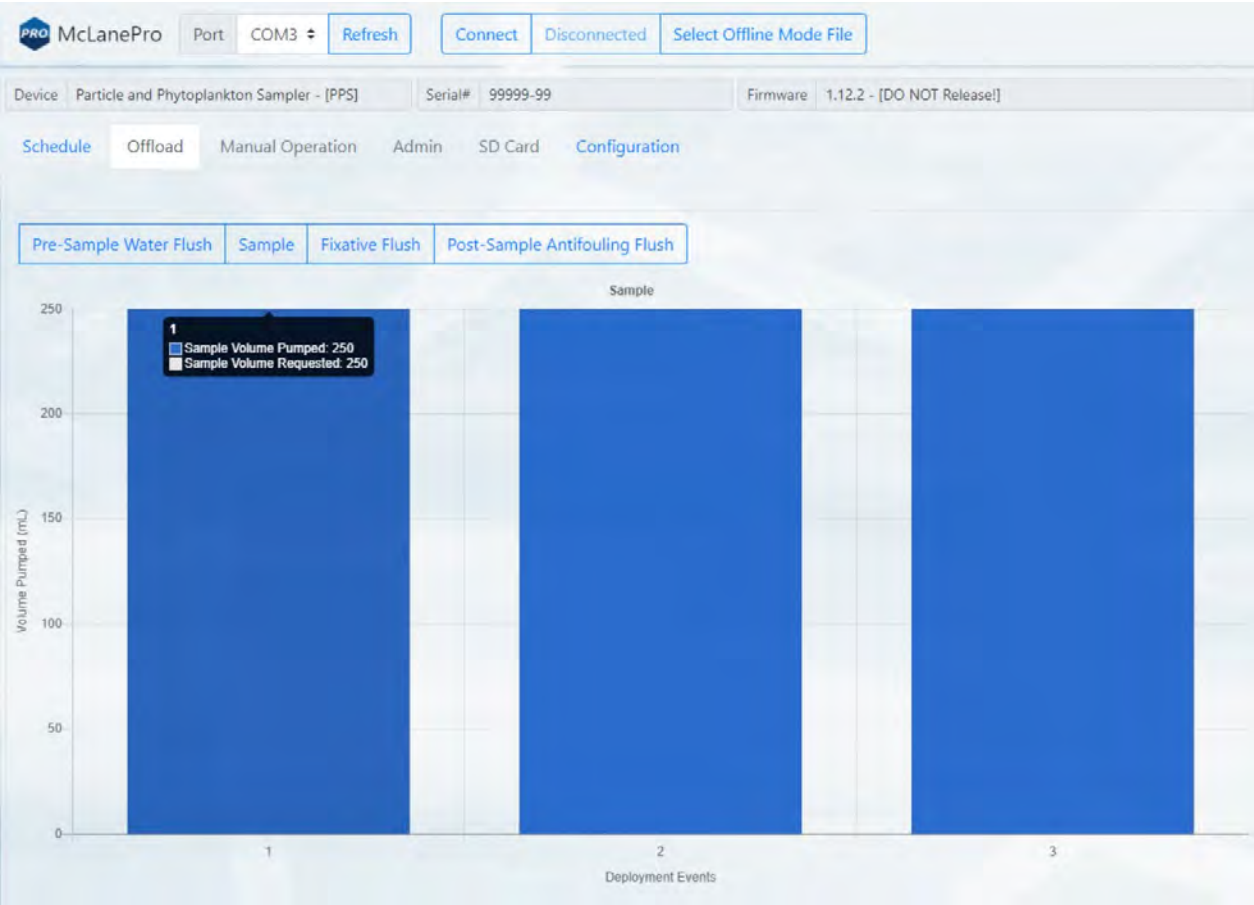 PRO McLanePro Port COM3 Refresh Connect Disconnected Select Offline Mode File
Device Particle and Phytoplankton Sampler - [PPS] Serial# 99999-99 Firmware 1.12.2 - [DO NOT Release!]
Schedule Offload Manual Operation Admin SD Card Configuration
Pre-Sample Water Flush Sample Fixative Flush Post-Sample Antifouling Flush
Sample
250
1
Sample Volume Pumped: 250
Sample Volume Requested: 250
200
150
Volume Pumped (mL)
100
50
0
1 2 3
Deployment Events